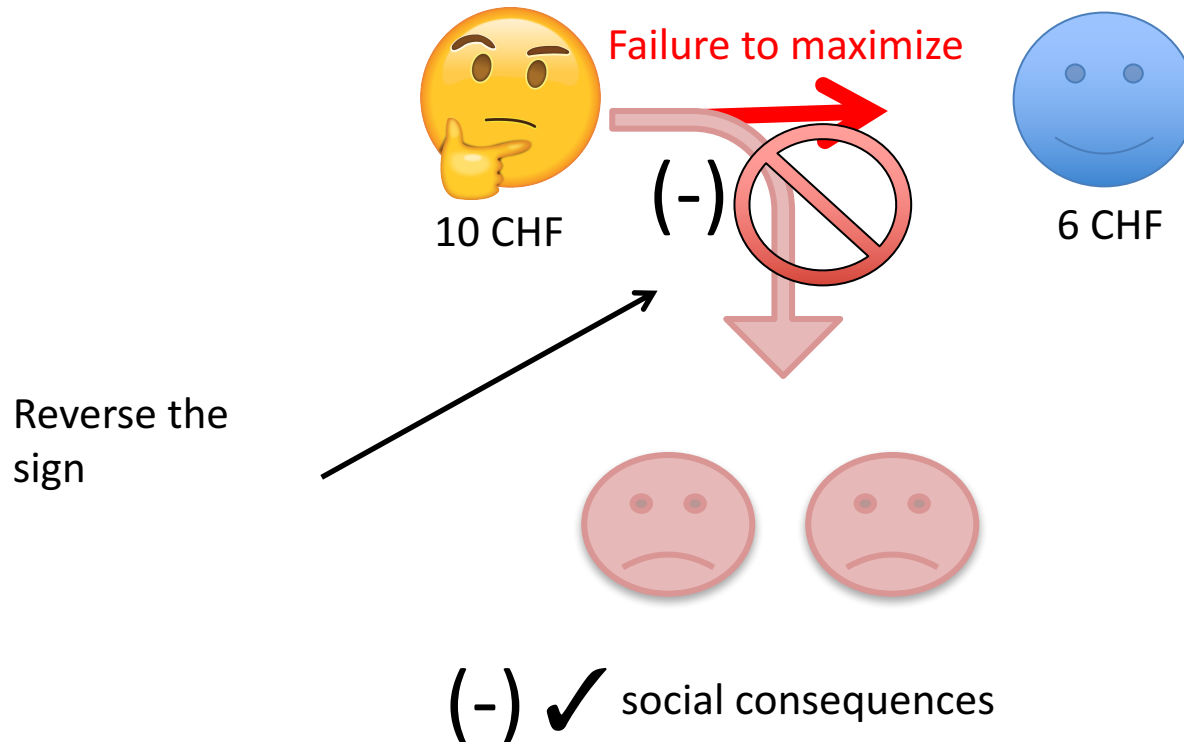 Failure to maximize
(-)
10 CHF
6 CHF
Reverse the
sign
(-) ✓ social consequences